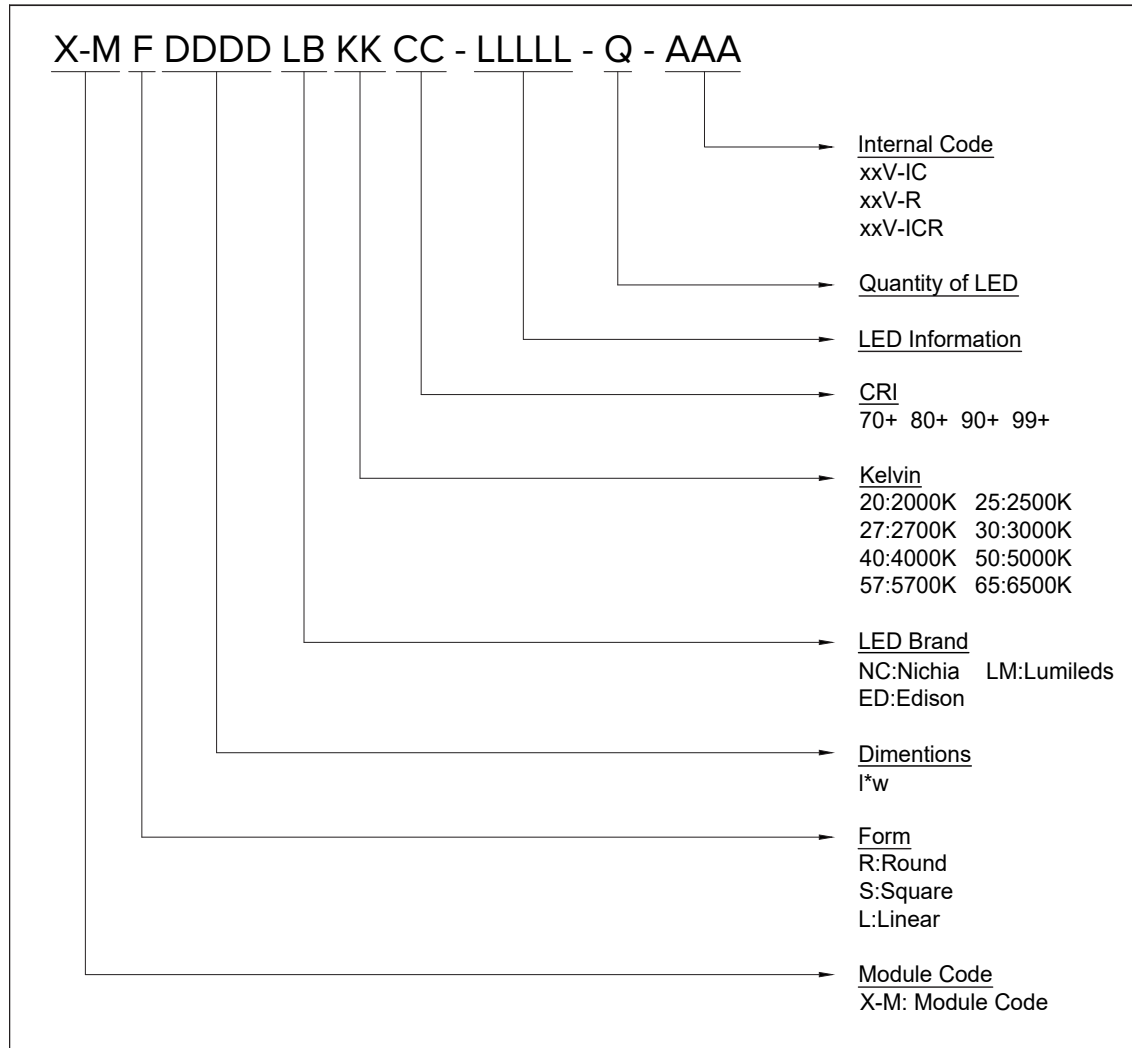 X-M F DDDD LB KK CC - LLLLL - Q - AAA
Internal Code
xxV-IC
xxV-R
xxV-ICR
Quantity of LED
LED Information
CRI
70+ 80+ 90+ 99+
Kelvin
20:2000K 25:2500K
27:2700K 30:3000K
40:4000K 50:5000K
57:5700K 65:6500K
LED Brand
NC:Nichia LM:Lumileds
ED:Edison
Dimentions
l*w
Form
R:Round
S:Square
L:Linear
Module Code
X-M: Module Code